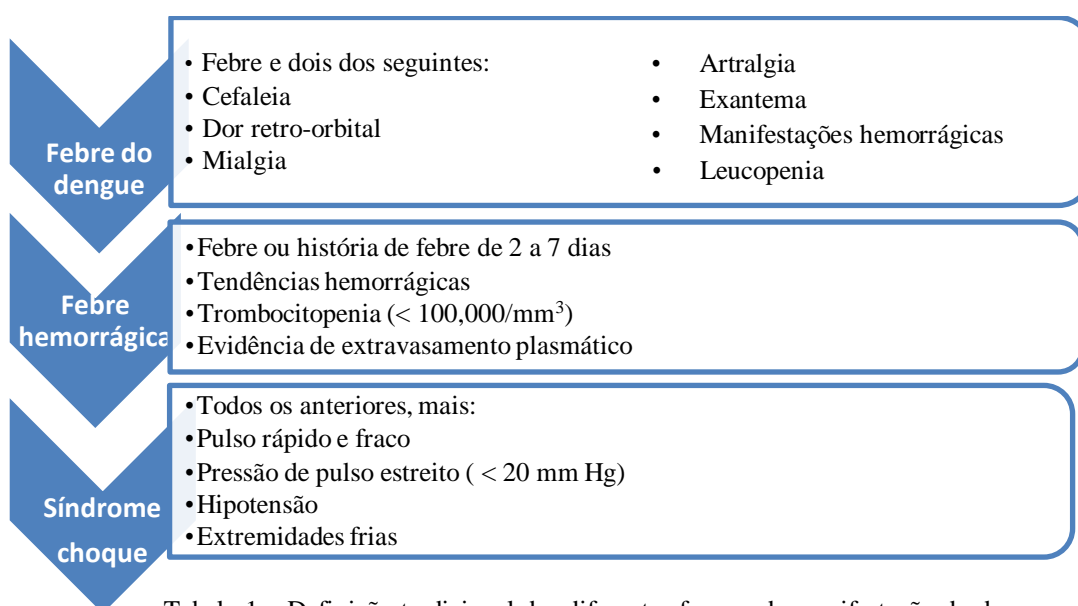 Febre do
dengue
• Febre e dois dos seguintes:
• Cefaleia
• Dor retro-orbital
• Mialgia
• Artralgia
• Exantema
• Manifestações hemorrágicas
• Leucopenia
Febre
hemorrágica
•Febre ou história de febre de 2 a 7 dias
•Tendências hemorrágicas
•Trombocitopenia (< 100,000/mm³)
•Evidência de extravasamento plasmático
Síndrome
choque
•Todos os anteriores, mais:
•Pulso rápido e fraco
•Pressão de pulso estreito ( < 20 mm Hg)
•Hipotensão
•Extremidades frias